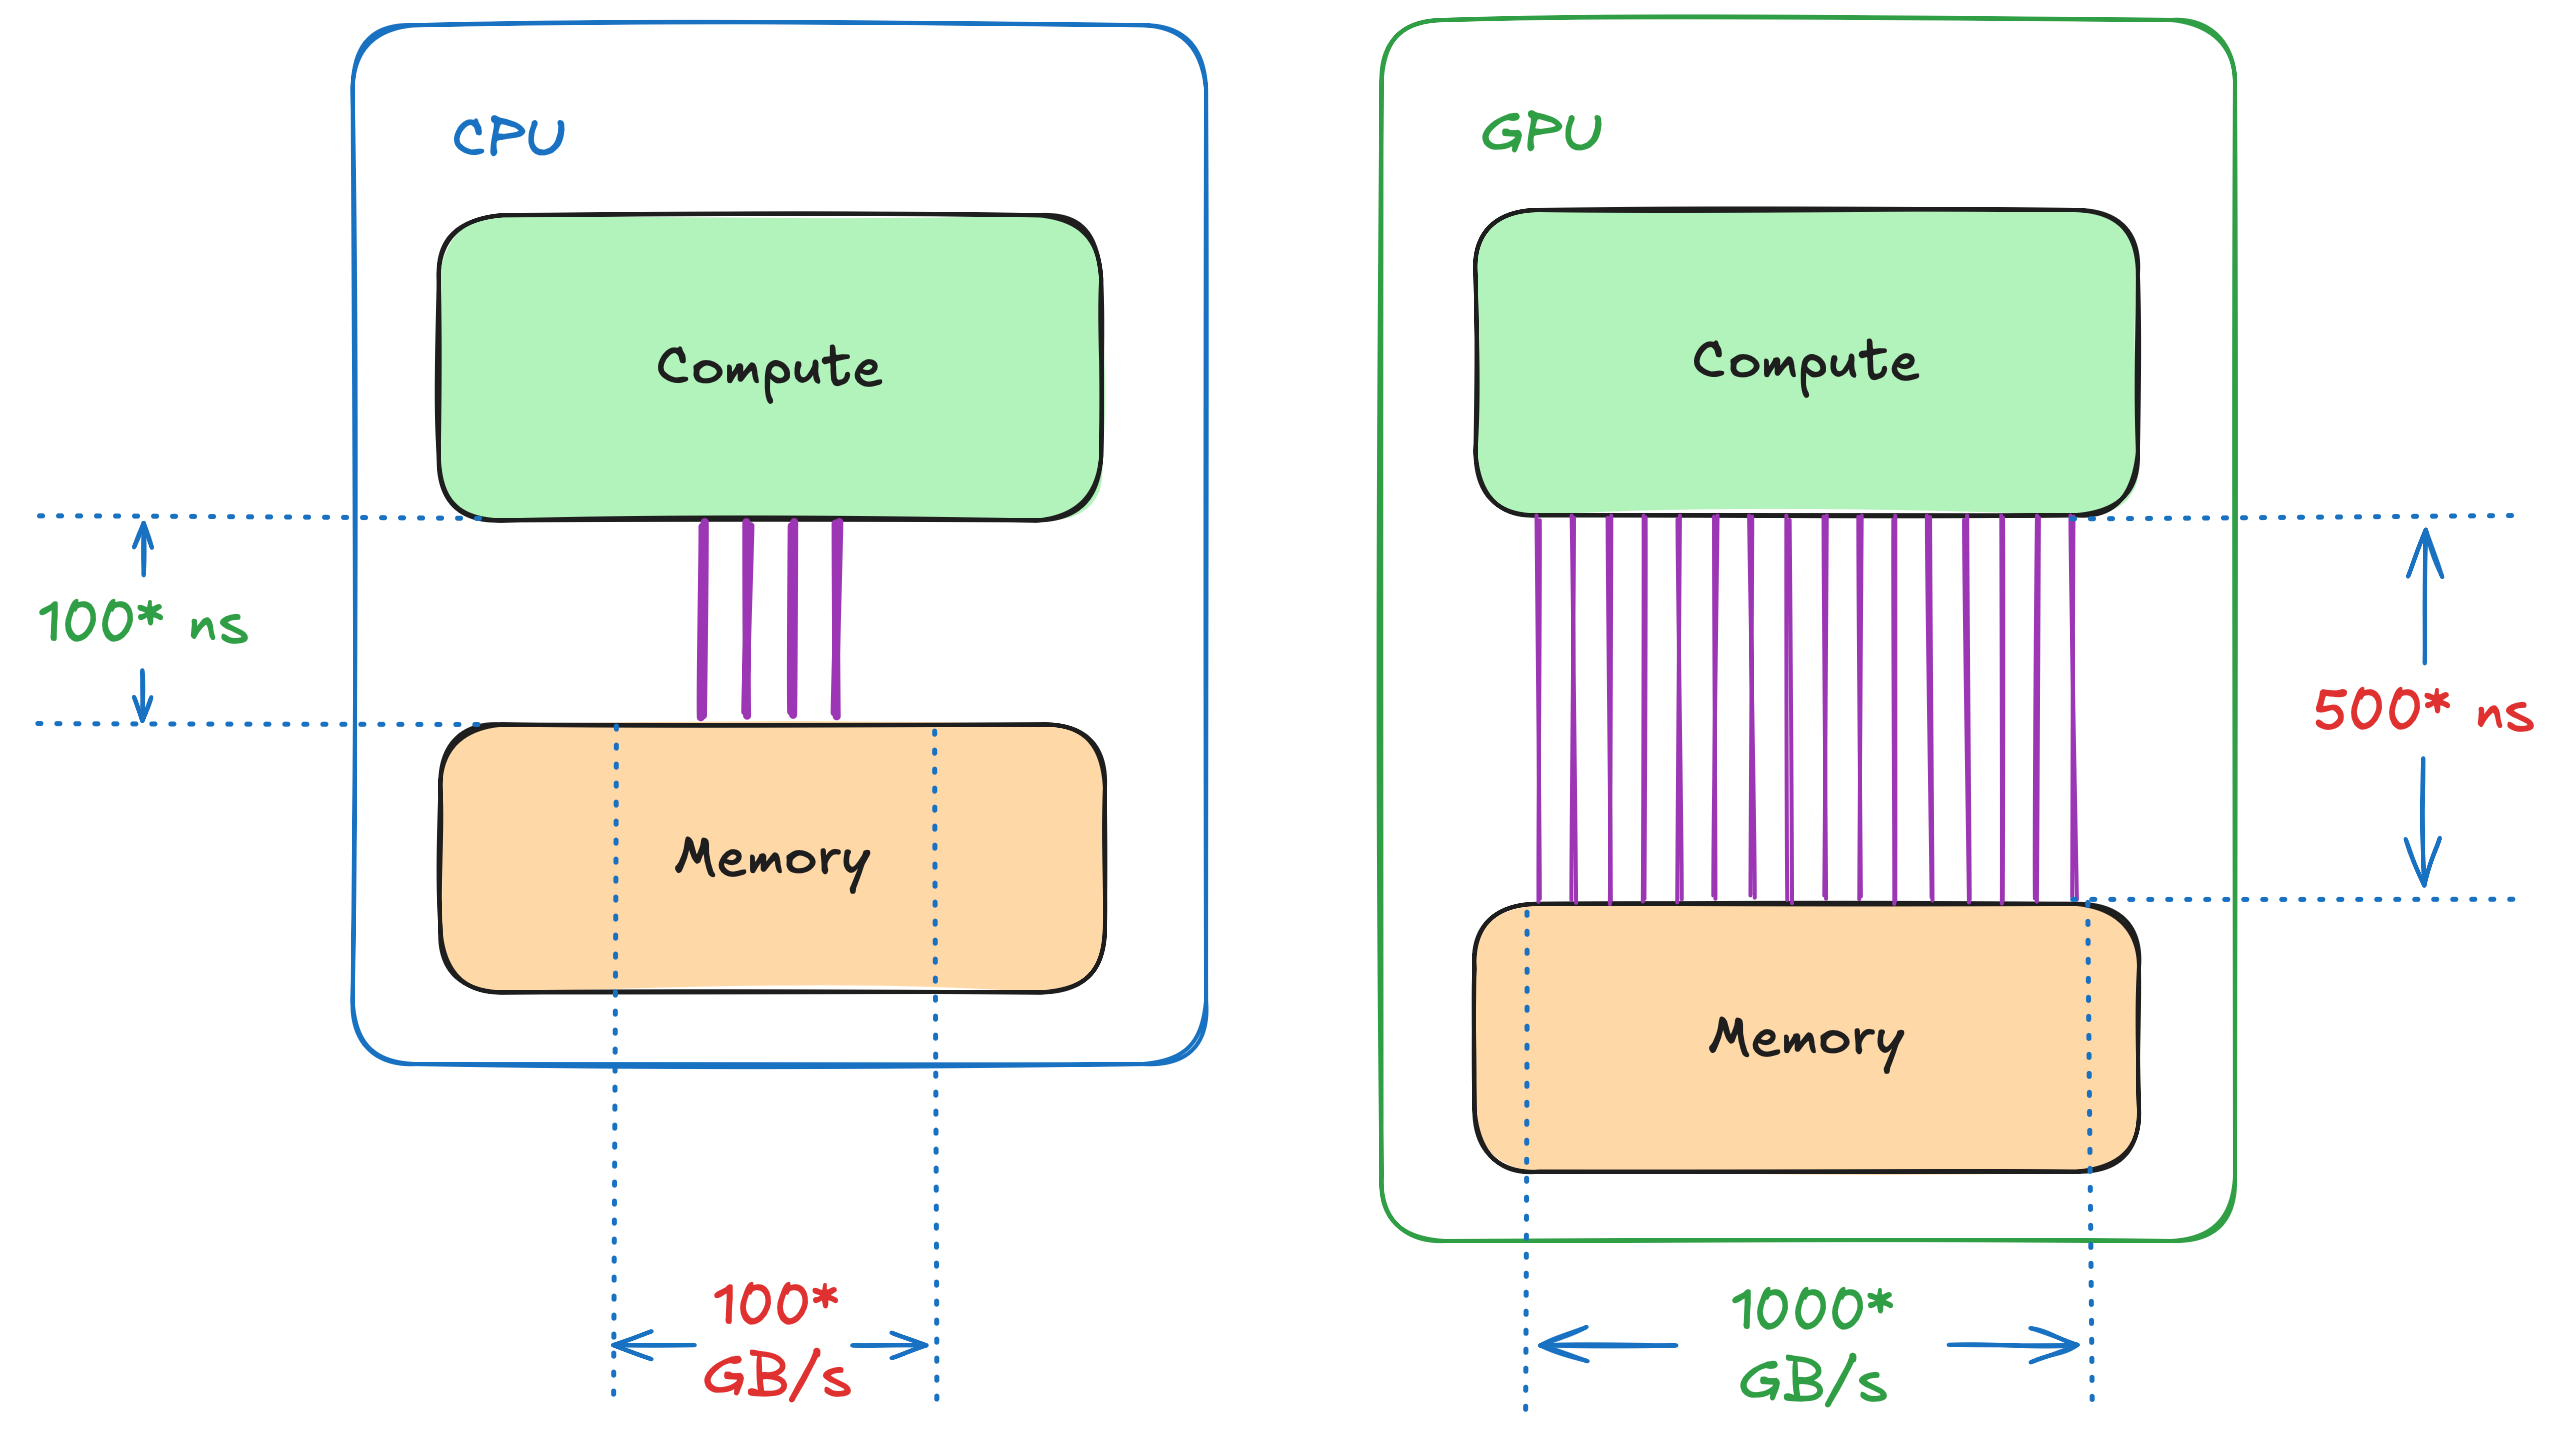 CPU
Compute
100* ns
Memory
100*
GB/s
GPU
Compute
500* ns
Memory
1000*
GB/s